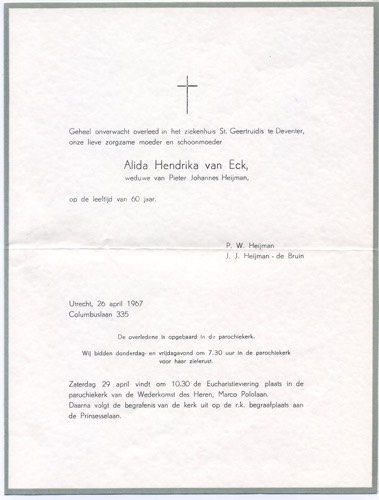 Geheel onverwacht overleed in het ziekenhuis St. Geertruidis te Deventer,
onze lieve zorgzame moeder en schoonmoeder
Alida Hendrika van Eck,
weduwe van Pieter Johannes Heijman,
op de leeftijd van 60 jaar.
P. W. Heijman
J. J. Heijman - de Bruin
Utrecht, 26 april 1967
Columbuslaan 335
De overledene is opgebaard in de parochiekerk.
Wij bidden donderdag- en vrijdagavond om 7.30 uur in de parochiekerk
voor haar zielerust.
Zaterdag 29 april vindt om 10.30 de Eucharistieviering plaats in de
paruchiekerk van de Wederkomst des Heren, Marco Pololaan.
Daarna volgt de begrafenis van de kerk uit op de r.k. begraafplaats aan
de Prinsesselaan.